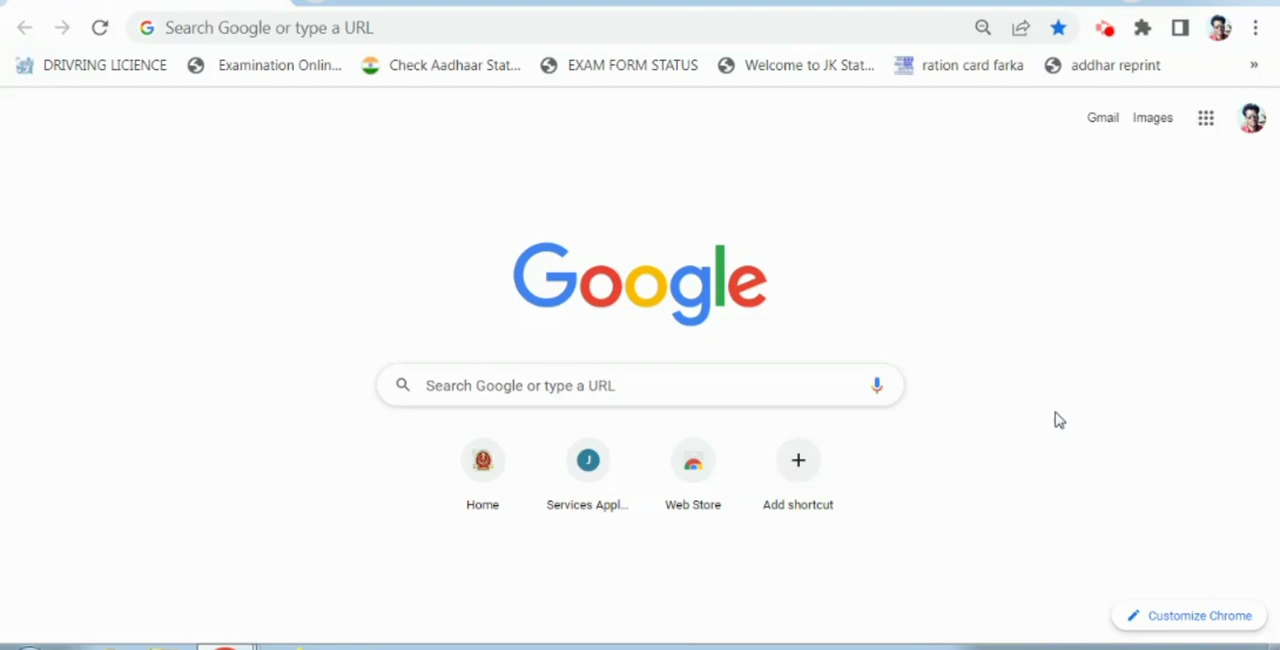 Search Google or type a URL
DRIVRING LICIENCE Examination Onlin... Check Aadhaar Stat... EXAM FORM STATUS Welcome to JK Stat... ration card farka addhar reprint »
Gmail Images
Google
Search Google or type a URL
J
Home Services Appl... Web Store Add shortcut
Customize Chrome